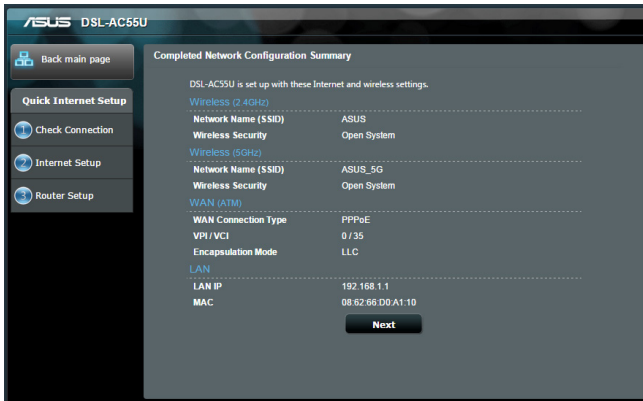 ASUS DSL-AC55U
Back main page
Quick Internet Setup
1 Check Connection
2 Internet Setup
3 Router Setup
Completed Network Configuration Summary
DSL-AC55U is set up with these Internet and wireless settings.
Wireless (2.4GHz)
Network Name (SSID) ASUS
Wireless Security Open System
Wireless (5GHz)
Network Name (SSID) ASUS_5G
Wireless Security Open System
WAN (ATM)
WAN Connection Type PPPoE
VPI / VCI 0 / 35
Encapsulation Mode LLC
LAN
LAN IP 192.168.1.1
MAC 08:62:66:D0:A1:10
Next